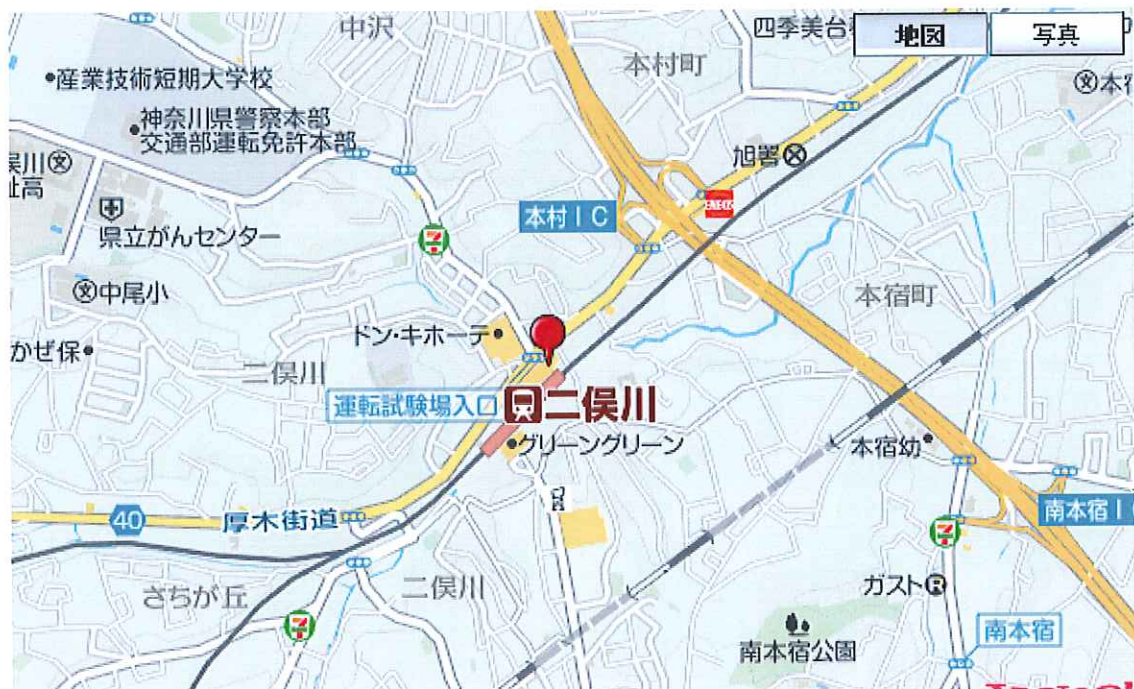 中沢
四季美台
地図
写真
本村町
産業技術短期大学校
神奈川県警察本部
交通部運転免許本部
俣川
祉高
旭署
ENEOS
本村IC
県立がんセンター
7
中尾小
本宿町
ドン・キホーテ
かぜ保
二俣川
運転試験場入口
二俣川
グリーングリーン
本宿幼
40
厚木街道
南本宿I
7
さちが丘
二俣川
ガスト
R
7
南本宿
南本宿公園